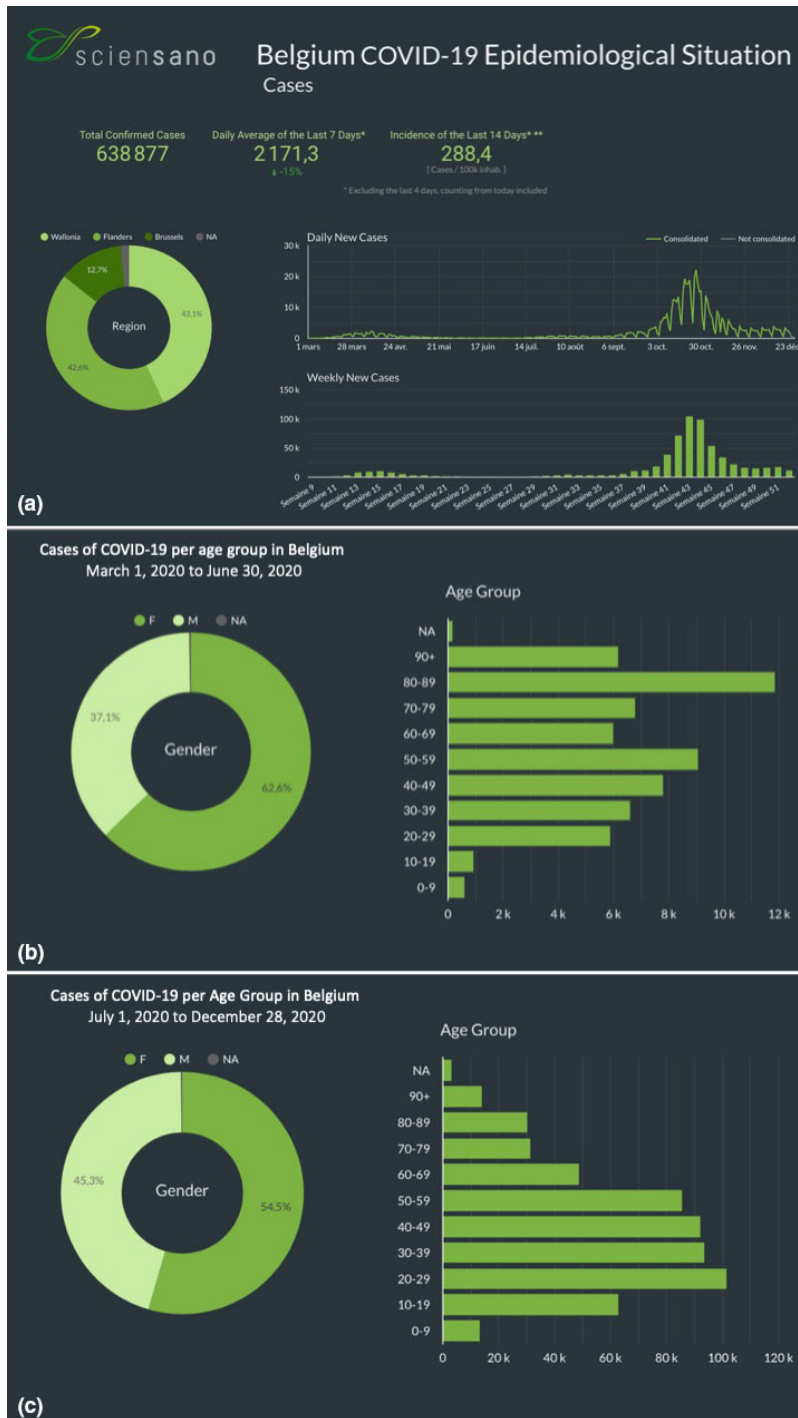 sciensano
Belgium COVID-19 Epidemiological Situation
Cases
Total Confirmed Cases
638 877
Daily Average of the Last 7 Days*
2 171,3
⬇ -15%
Incidence of the Last 14 Days* **
288,4
[ Cases / 100k inhab. ]
* Excluding the last 4 days, counting from today included
Wallonia Flanders Brussels NA
12,7%
43,1%
42,6%
Region
Daily New Cases
Consolidated Not consolidated
30 k
20 k
10 k
0
1 mars 28 mars 24 avr. 21 mai 17 juin 14 juil. 10 août 6 sept. 3 oct. 30 oct. 26 nov. 23 déc
Weekly New Cases
150 k
100 k
50 k
0
Semaine 9 Semaine 11 Semaine 13 Semaine 15 Semaine 17 Semaine 19 Semaine 21 Semaine 23 Semaine 25 Semaine 27 Semaine 29 Semaine 31 Semaine 33 Semaine 35 Semaine 37 Semaine 39 Semaine 41 Semaine 43 Semaine 45 Semaine 47 Semaine 49 Semaine 51
(a)
Cases of COVID-19 per age group in Belgium
March 1, 2020 to June 30, 2020
F M NA
37,1%
Gender
62,6%
Age Group
NA
90+
80-89
70-79
60-69
50-59
40-49
30-39
20-29
10-19
0-9
0 2 k 4 k 6 k 8 k 10 k 12 k
(b)
Cases of COVID-19 per Age Group in Belgium
July 1, 2020 to December 28, 2020
F M NA
45,3%
Gender
54,5%
Age Group
NA
90+
80-89
70-79
60-69
50-59
40-49
30-39
20-29
10-19
0-9
0 20 k 40 k 60 k 80 k 100 k 120 k
(c)